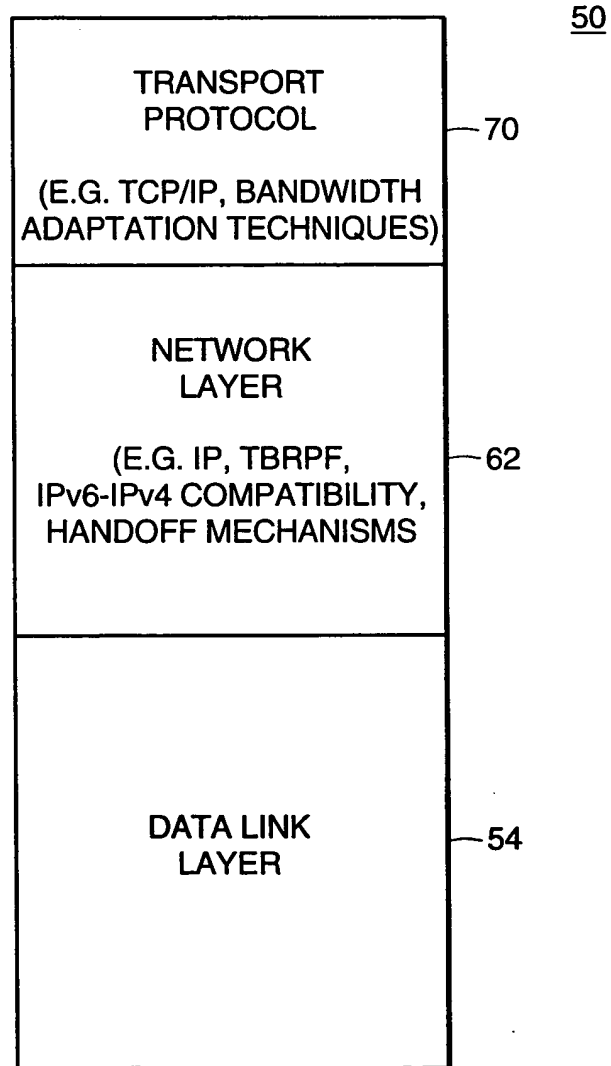 50
TRANSPORT
PROTOCOL
(E.G. TCP/IP, BANDWIDTH
ADAPTATION TECHNIQUES)
70
NETWORK
LAYER
(E.G. IP, TBRPF,
IPv6-IPv4 COMPATIBILITY,
HANDOFF MECHANISMS
62
DATA LINK
LAYER
54